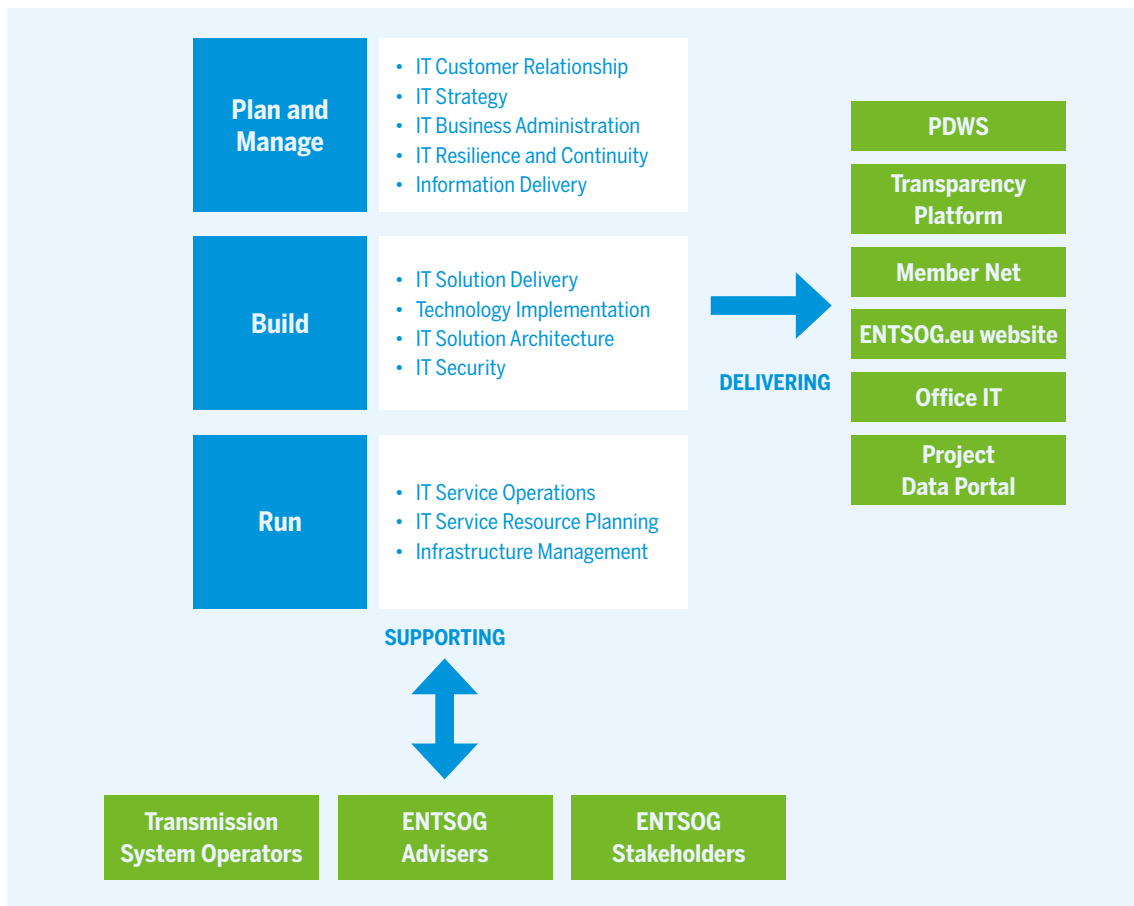 Plan and
Manage
• IT Customer Relationship
• IT Strategy
• IT Business Administration
• IT Resilience and Continuity
• Information Delivery
Build
• IT Solution Delivery
• Technology Implementation
• IT Solution Architecture
• IT Security
Run
• IT Service Operations
• IT Service Resource Planning
• Infrastructure Management
DELIVERING
PDWS
Transparency
Platform
Member Net
ENTSOG.eu website
Office IT
Project
Data Portal
SUPPORTING
Transmission
System Operators
ENTSOG
Advisers
ENTSOG
Stakeholders